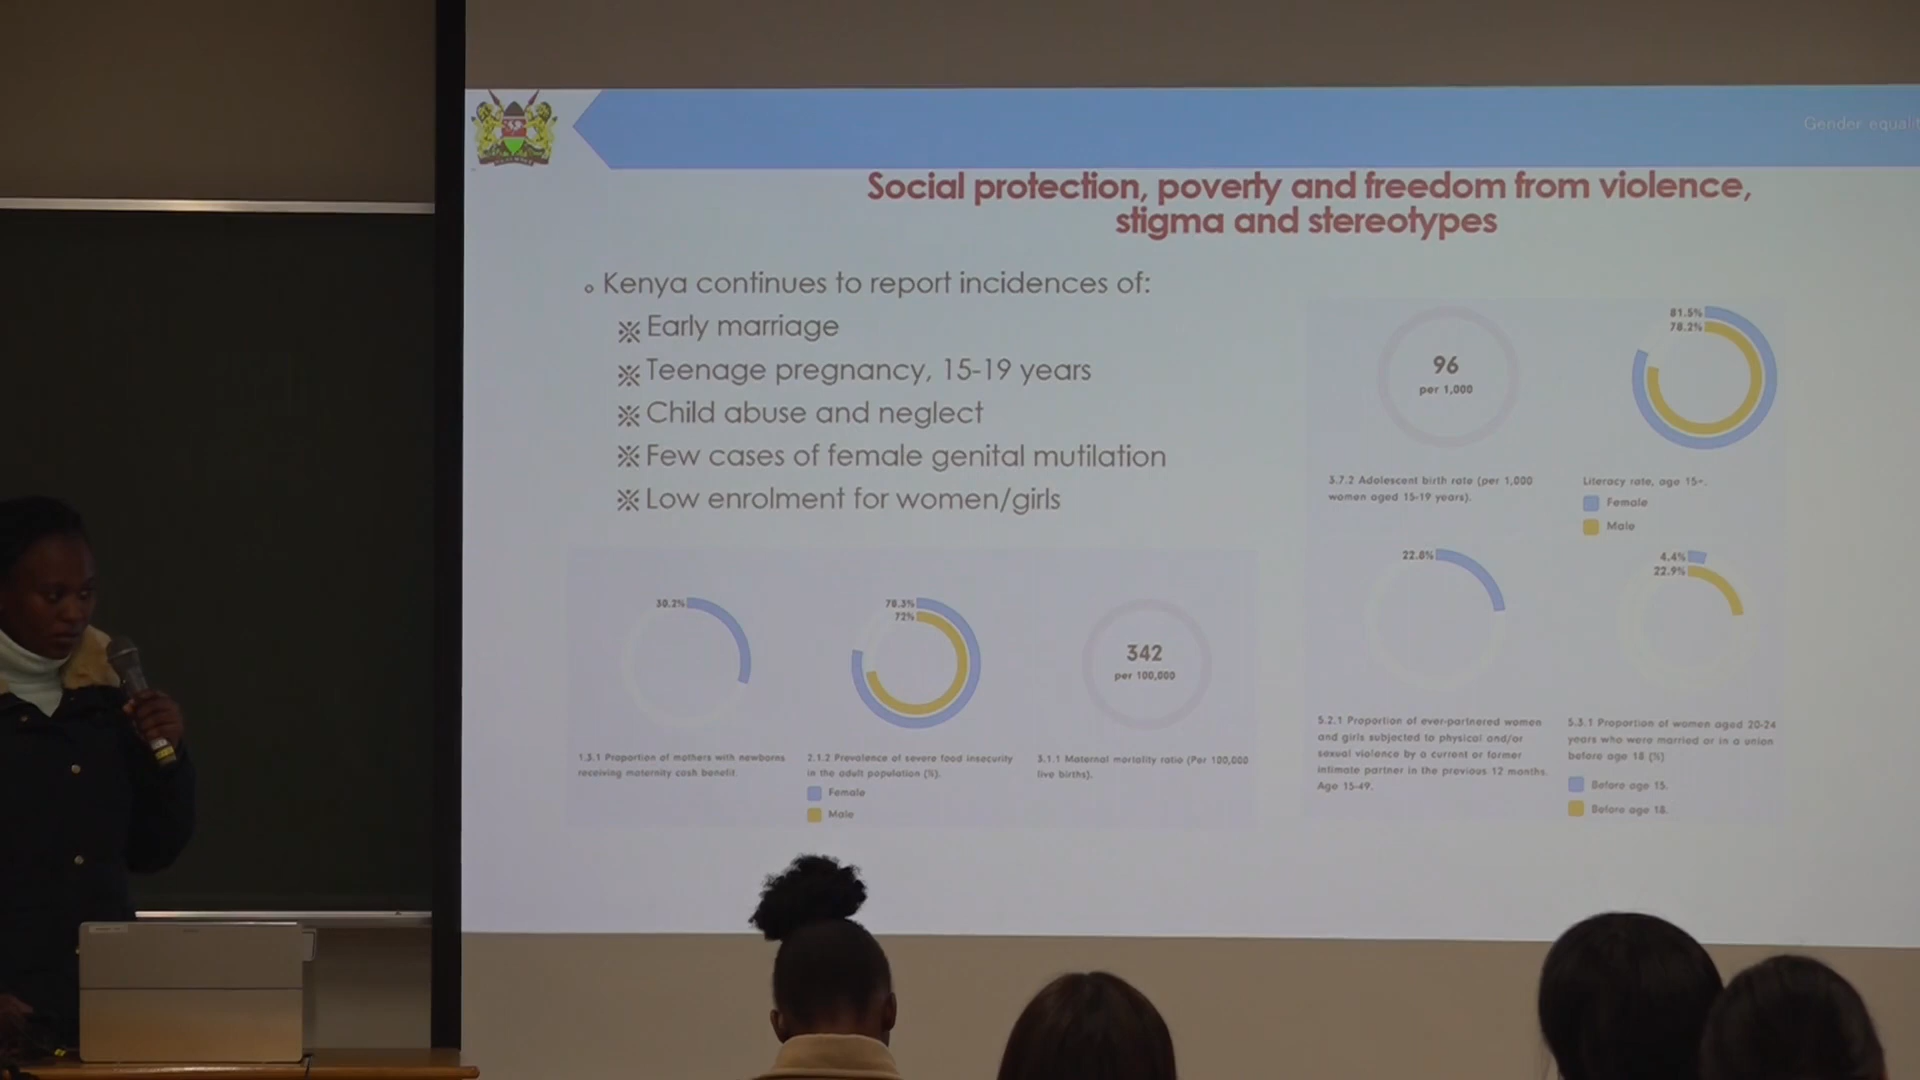 Gender equalit
Social protection, poverty and freedom from violence,
stigma and stereotypes
Kenya continues to report incidences of:
※ Early marriage
※ Teenage pregnancy, 15-19 years
※ Child abuse and neglect
※ Few cases of female genital mutilation
※ Low enrolment for women/girls
96
per 1,000
3.7.2 Adolescent birth rate (per 1,000
women aged 15-19 years).
81.5%
78.2%
Literacy rate, age 15+.
Female
Male
30.2%
1.3.1 Proportion of mothers with newborns
receiving maternity cash benefit.
78.3%
72%
2.1.2 Prevalence of severe food insecurity
in the adult population (%).
Female
Male
342
per 100,000
3.1.1 Maternal mortality ratio (Per 100,000
live births).
22.8%
5.2.1 Proportion of ever-partnered women
and girls subjected to physical and/or
sexual violence by a current or former
intimate partner in the previous 12 months.
Age 15-49.
4.4%
22.9%
5.3.1 Proportion of women aged 20-24
years who were married or in a union
before age 18 (%)
Before age 15.
Before age 18.